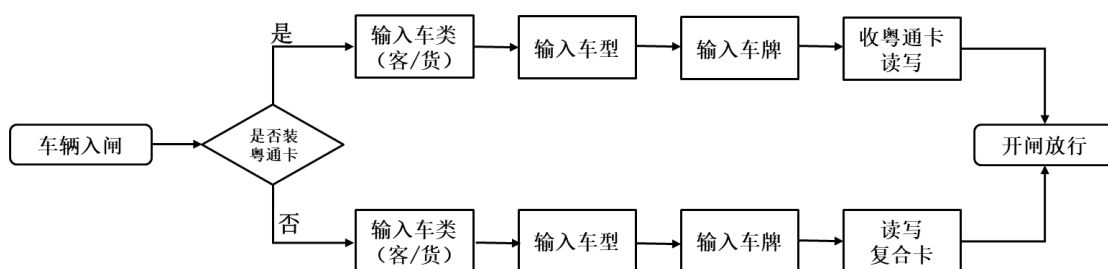 车辆入闸
是否装
粤通卡
是
输入车类
（客/货）
输入车型
输入车牌
收粤通卡
读写
否
输入车类
（客/货）
输入车型
输入车牌
读写
复合卡
开闸放行